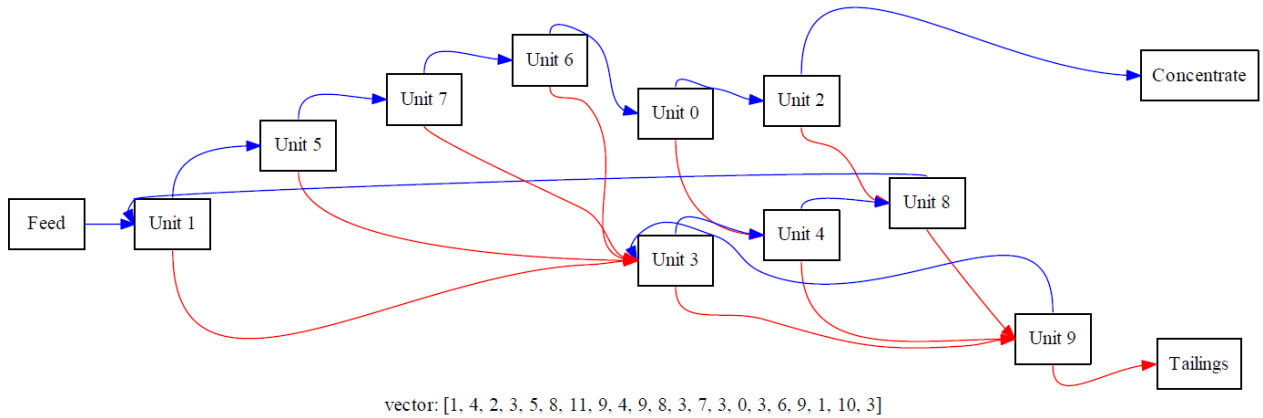 Unit 6
Concentrate
Unit 7
Unit 2
Unit 0
Unit 5
Unit 8
Feed
Unit 1
Unit 4
Unit 3
Unit 9
Tailings
vector: [1, 4, 2, 3, 5, 8, 11, 9, 4, 9, 8, 3, 7, 3, 0, 3, 6, 9, 1, 10, 3]